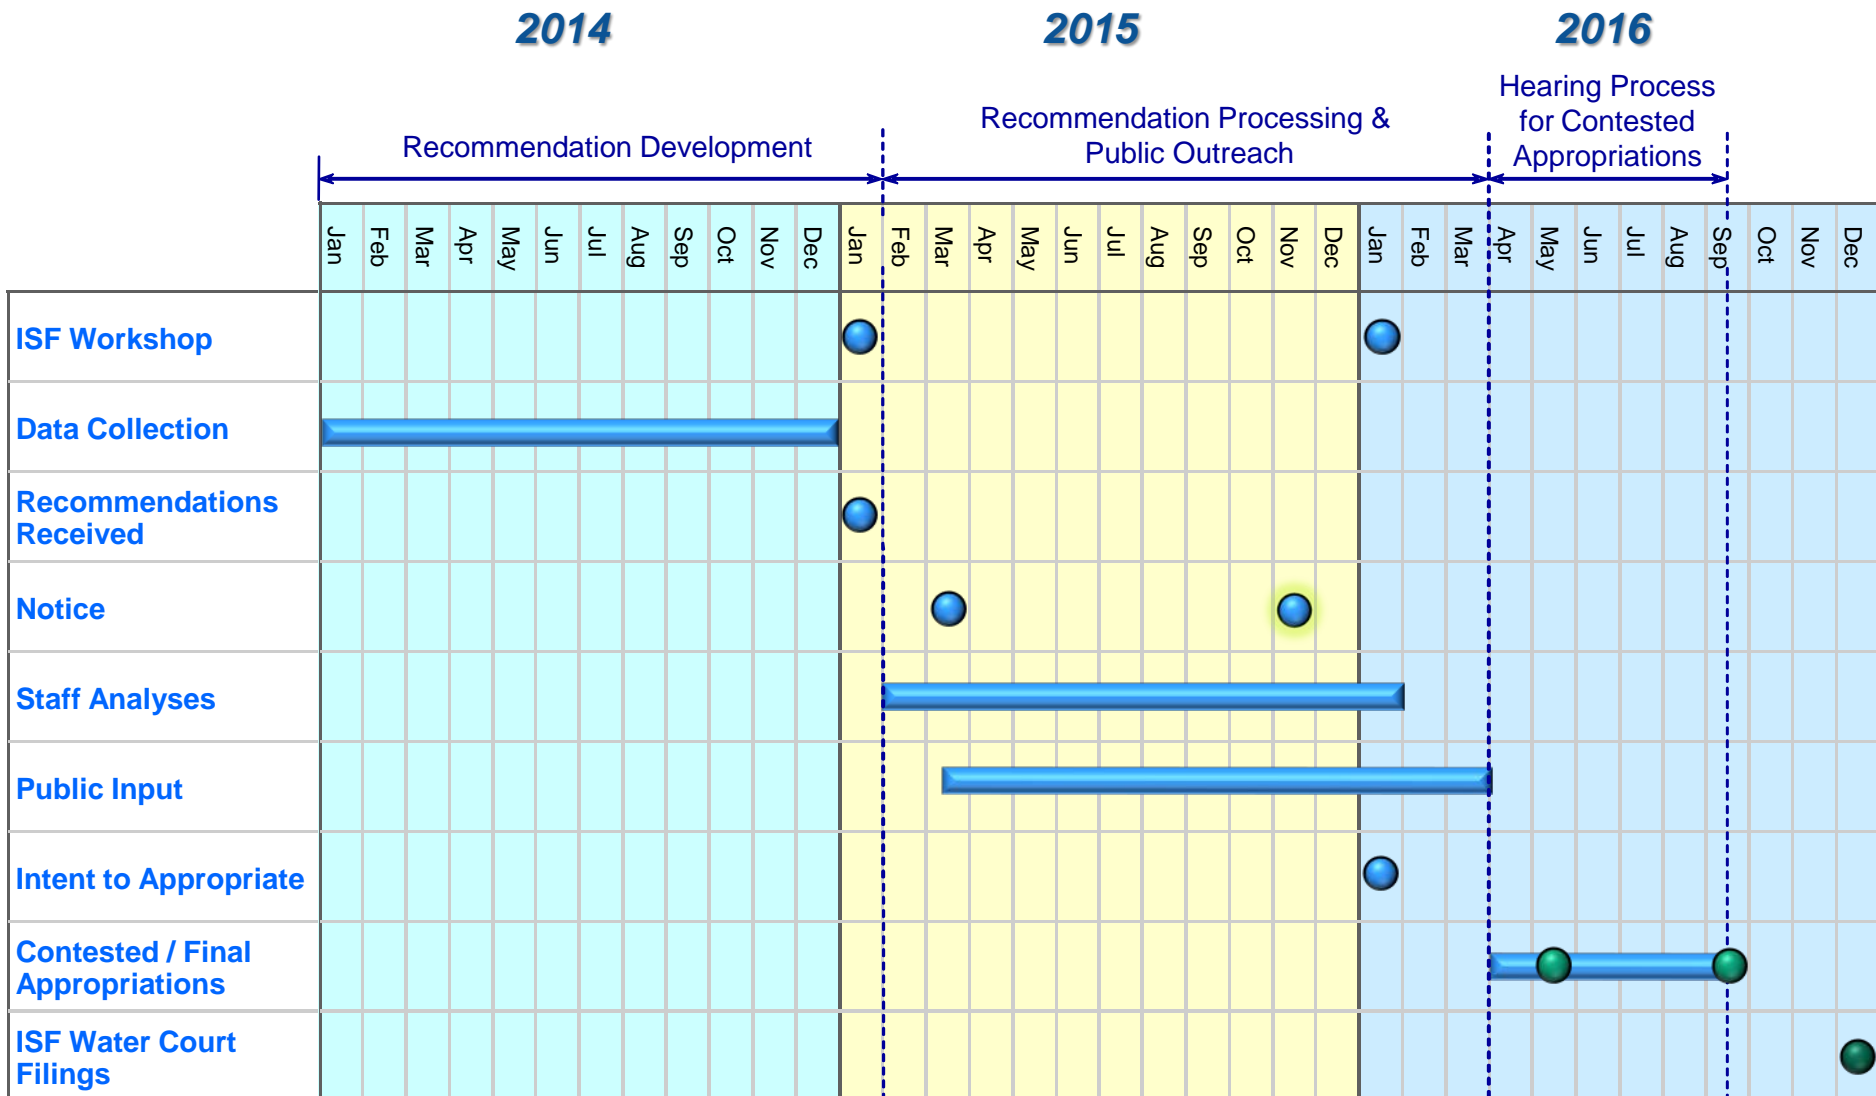 2014
2015
2016
Recommendation Development
Recommendation Processing &
Public Outreach
Hearing Process
for Contested
Appropriations
Jan Feb Mar Apr May Jun Jul Aug Sep Oct Nov Dec Jan Feb Mar Apr May Jun Jul Aug Sep Oct Nov Dec Jan Feb Mar Apr May Jun Jul Aug Sep Oct Nov Dec
ISF Workshop
Data Collection
Recommendations
Received
Notice
Staff Analyses
Public Input
Intent to Appropriate
Contested / Final
Appropriations
ISF Water Court
Filings